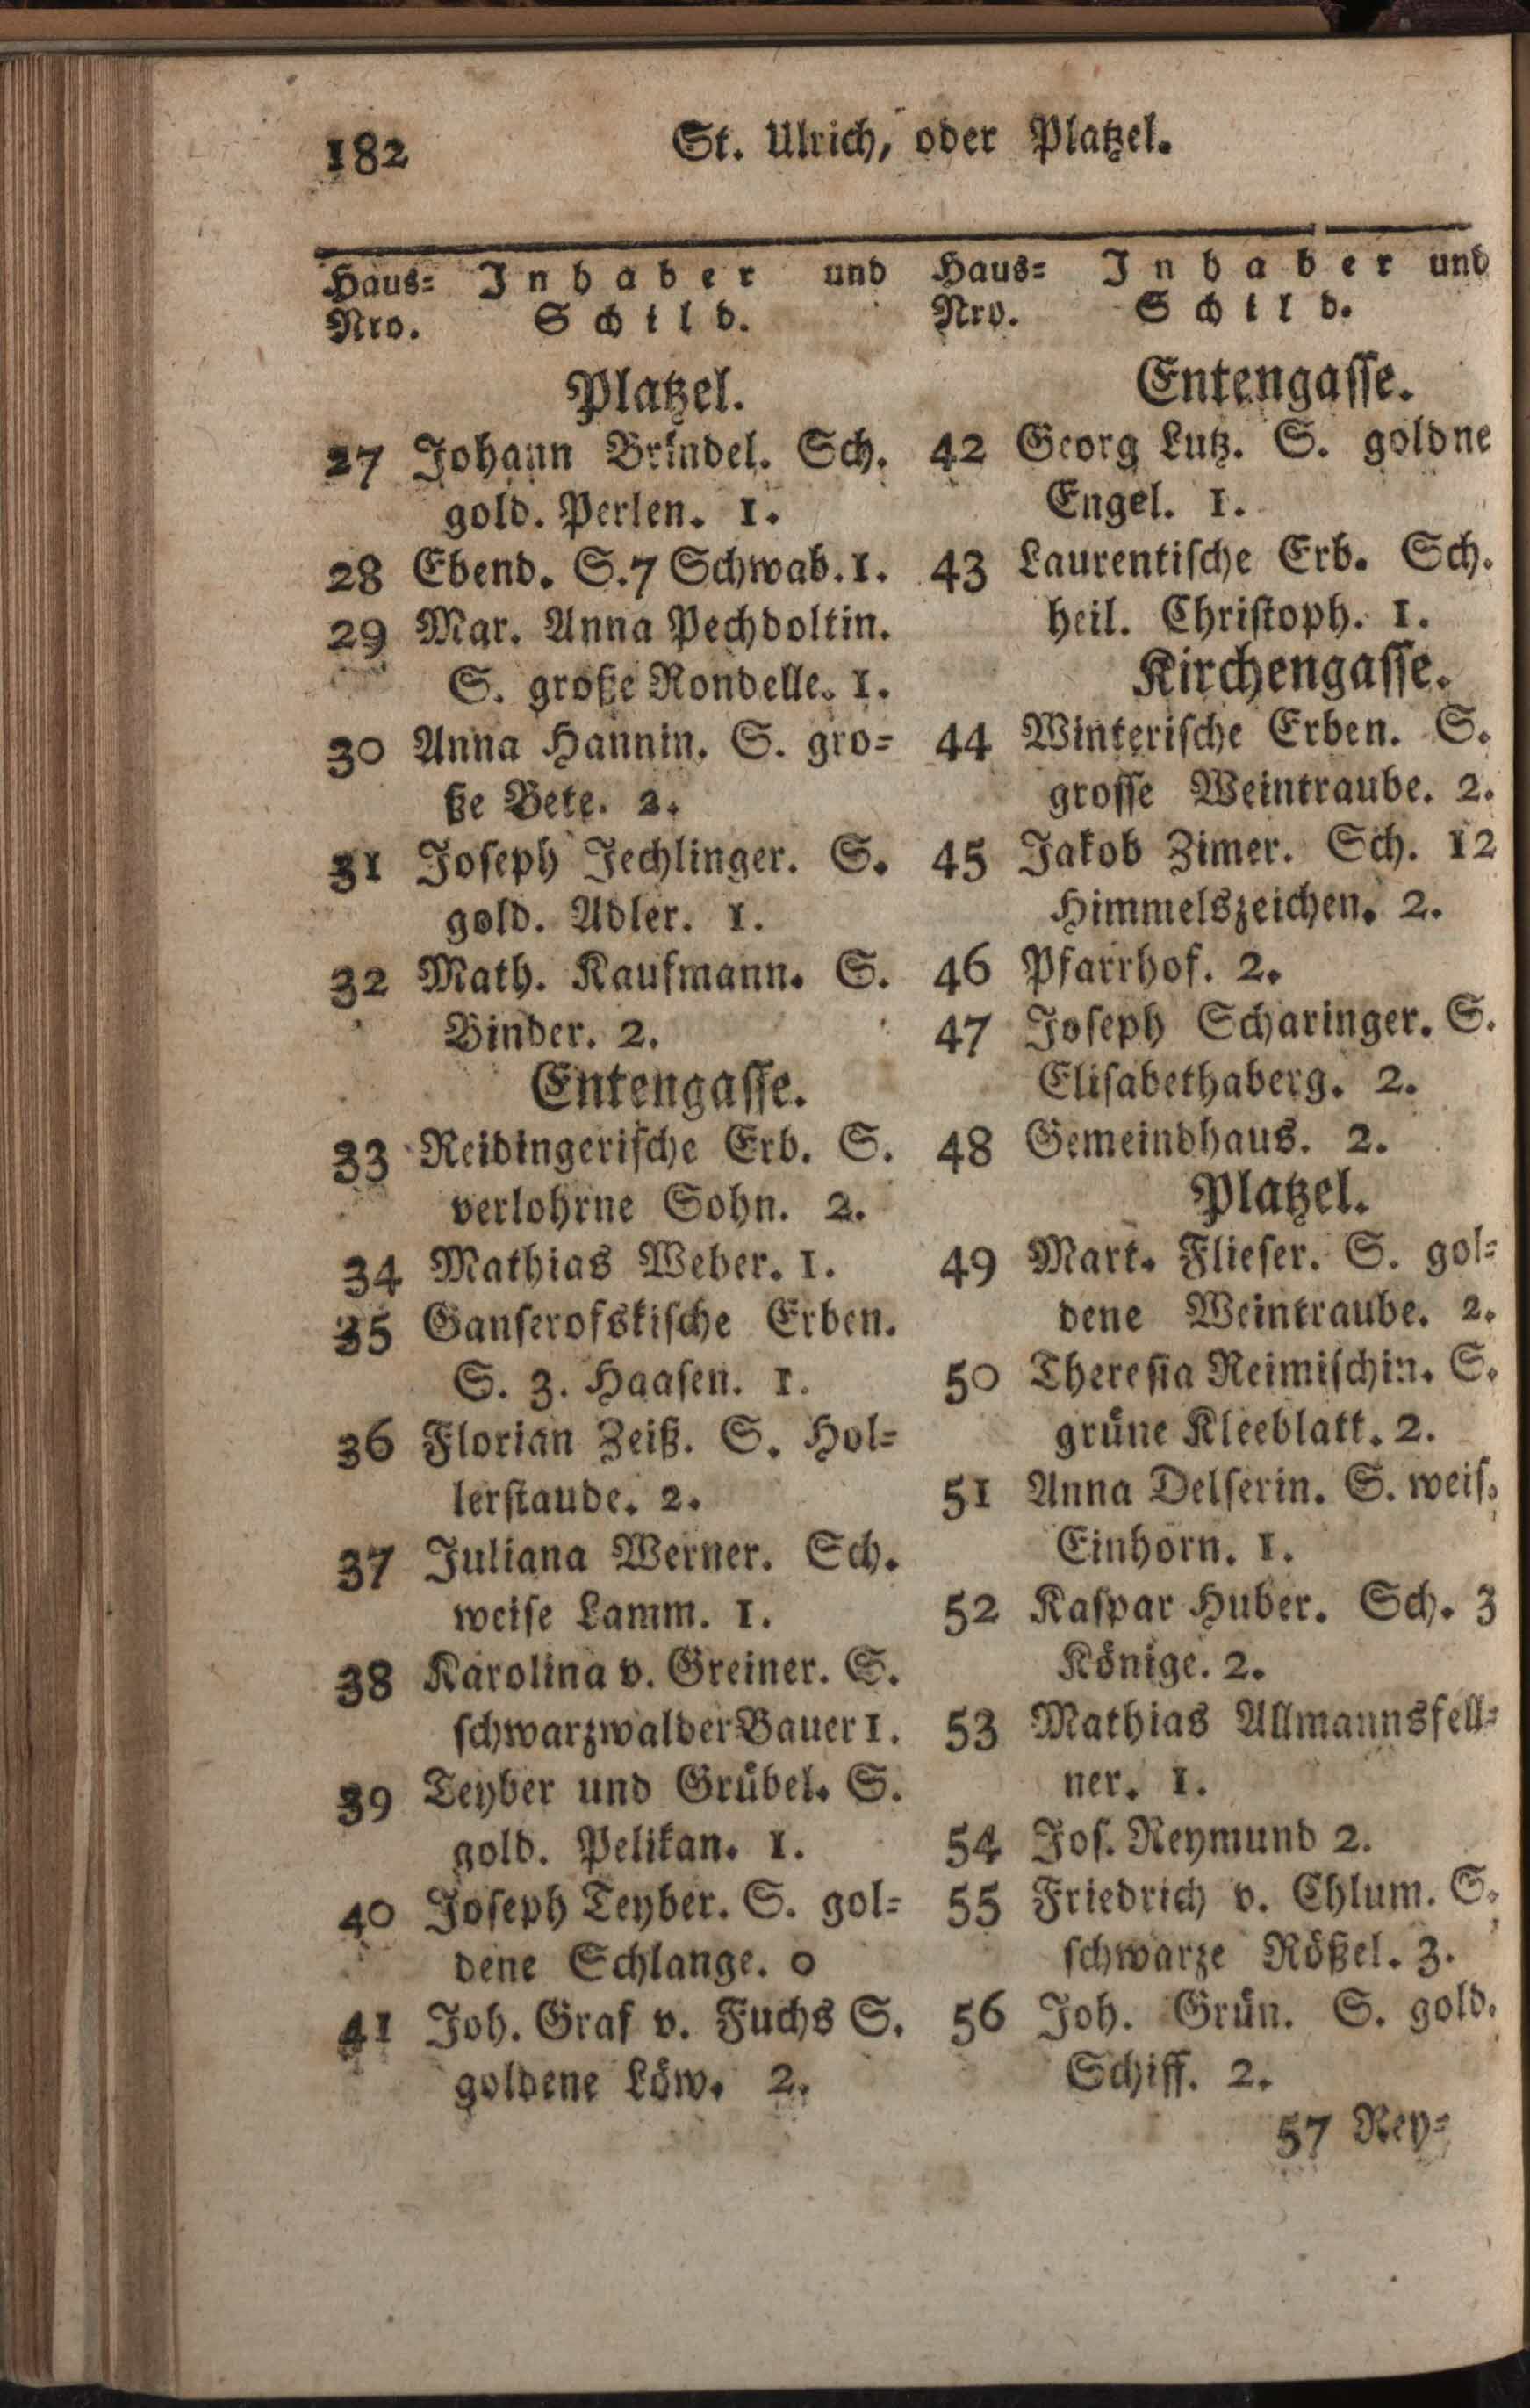 182
St. Ulrich, oder Platzel.
Haus= Inhaber und
Nro. Schild.
Platzel.
27 Johann Brindel. Sch.
gold. Perlen. 1.
28 Ebend. S. 7 Schwab. 1.
29 Mar. Anna Pechdoltin.
S. große Rondelle. 1.
30 Anna Hannin. S. gro=
ße Bete. 2.
31 Joseph Jechlinger. S.
gold. Adler. 1.
32 Math. Kaufmann. S.
Binder. 2.
Entengasse.
33 Reidingerische Erb. S.
verlohrne Sohn. 2.
34 Mathias Weber. 1.
35 Ganserofskische Erben.
S. 3. Haasen. 1.
36 Florian Zeiß. S. Hol=
lerstaude. 2.
37 Juliana Werner. Sch.
weise Lamm. 1.
38 Karolina v. Greiner. S.
schwarzwalder Bauer 1.
39 Teyber und Grübel. S.
gold. Pelikan. 1.
40 Joseph Teyber. S. gol=
dene Schlange. 0
41 Joh. Graf v. Fuchs S.
goldene Löw. 2.
Haus= Inhaber und
Nro. Schild.
Entengasse.
42 Georg Lutz. S. goldne
Engel. 1.
43 Laurentische Erb. Sch.
heil. Christoph. 1.
Kirchengasse.
44 Winterische Erben. S.
grosse Weintraube. 2.
45 Jakob Zimer. Sch. 12
Himmelszeichen. 2.
46 Pfarrhof. 2.
47 Joseph Scharinger. S.
Elisabethaberg. 2.
48 Gemeindhaus. 2.
Platzel.
49 Mart. Flieser. S. gol=
dene Weintraube. 2.
50 Theresia Reimischin. S.
grüne Kleeblatt. 2.
51 Anna Delserin. S. weis.
Einhorn. 1.
52 Kaspar Huber. Sch. 3
Könige. 2.
53 Mathias Allmannsfell=
ner. 1.
54 Jos. Reymund 2.
55 Friedrich v. Chlum. S.
schwarze Rößel. 3.
56 Joh. Grün. S. gold.
Schiff. 2.
57 Rey=